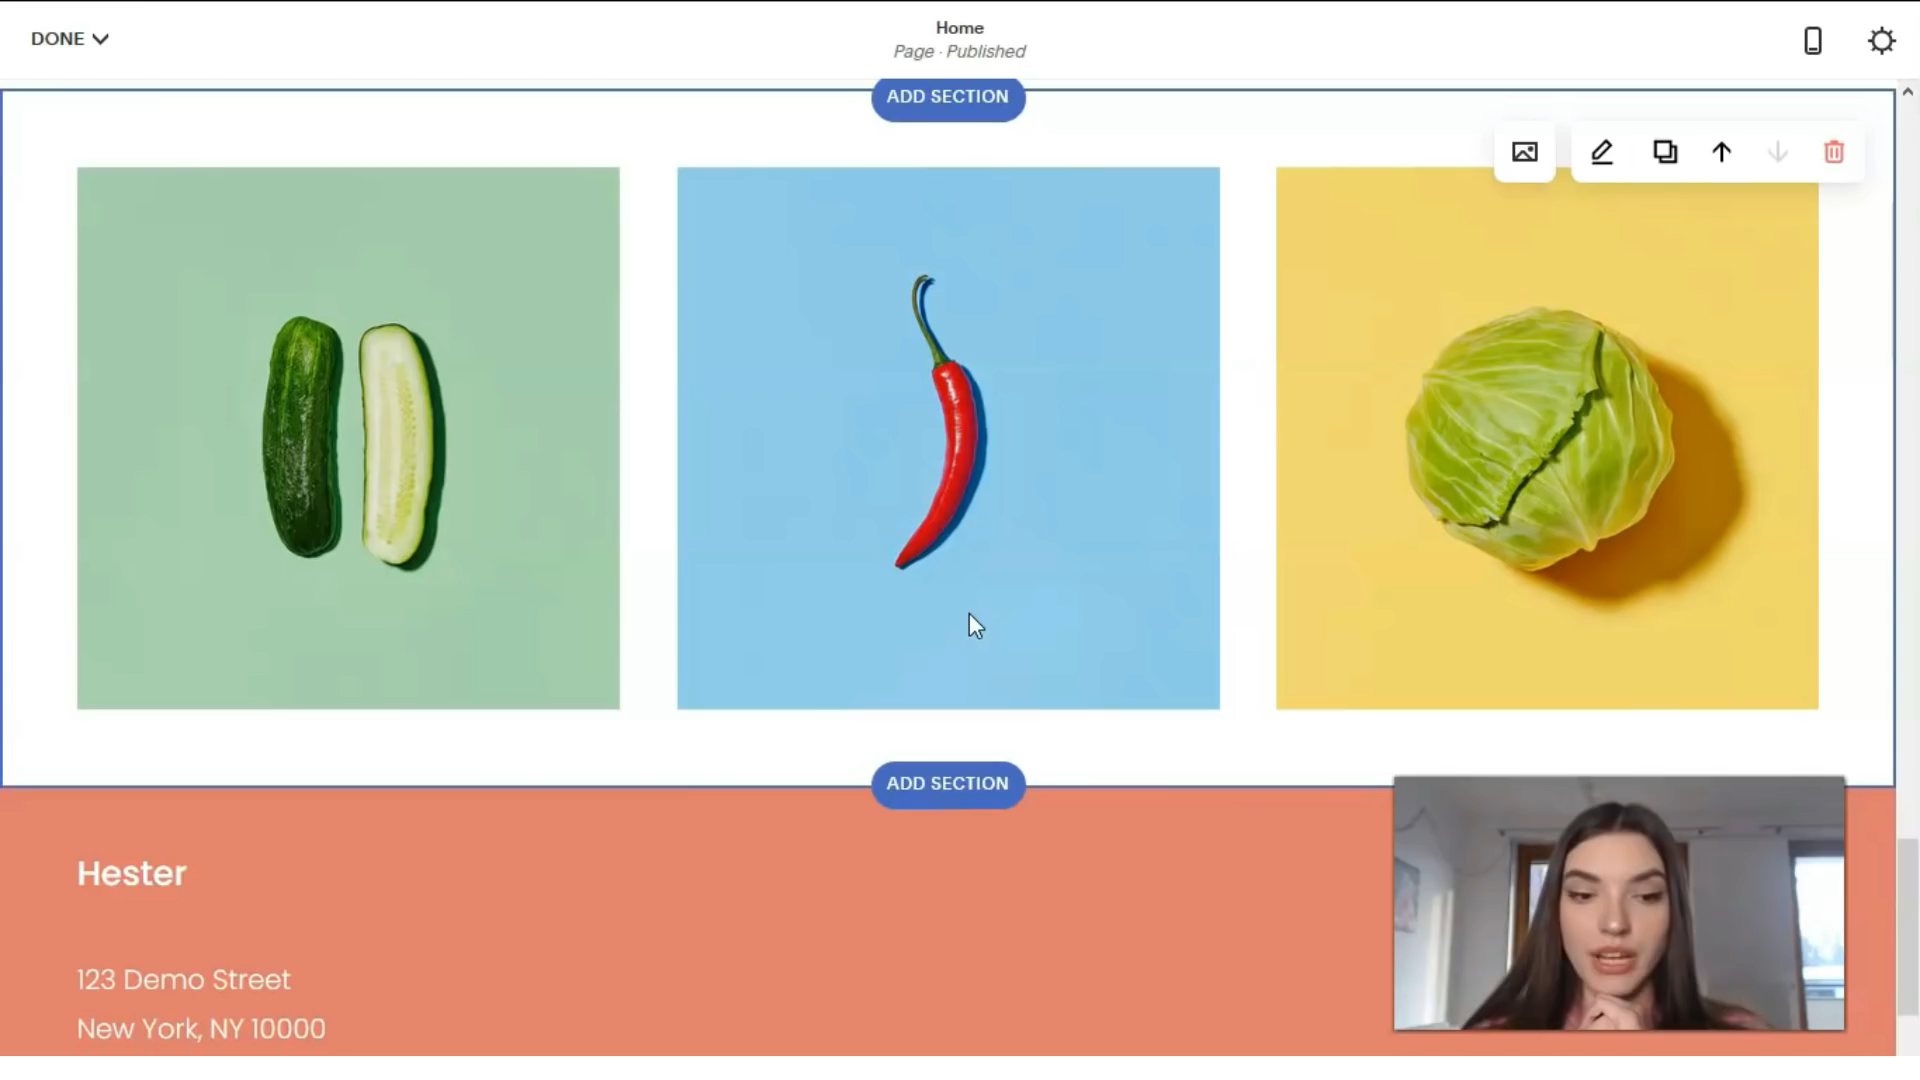 DONE
Home
Page · Published
ADD SECTION
ADD SECTION
Hester
123 Demo Street
New York, NY 10000